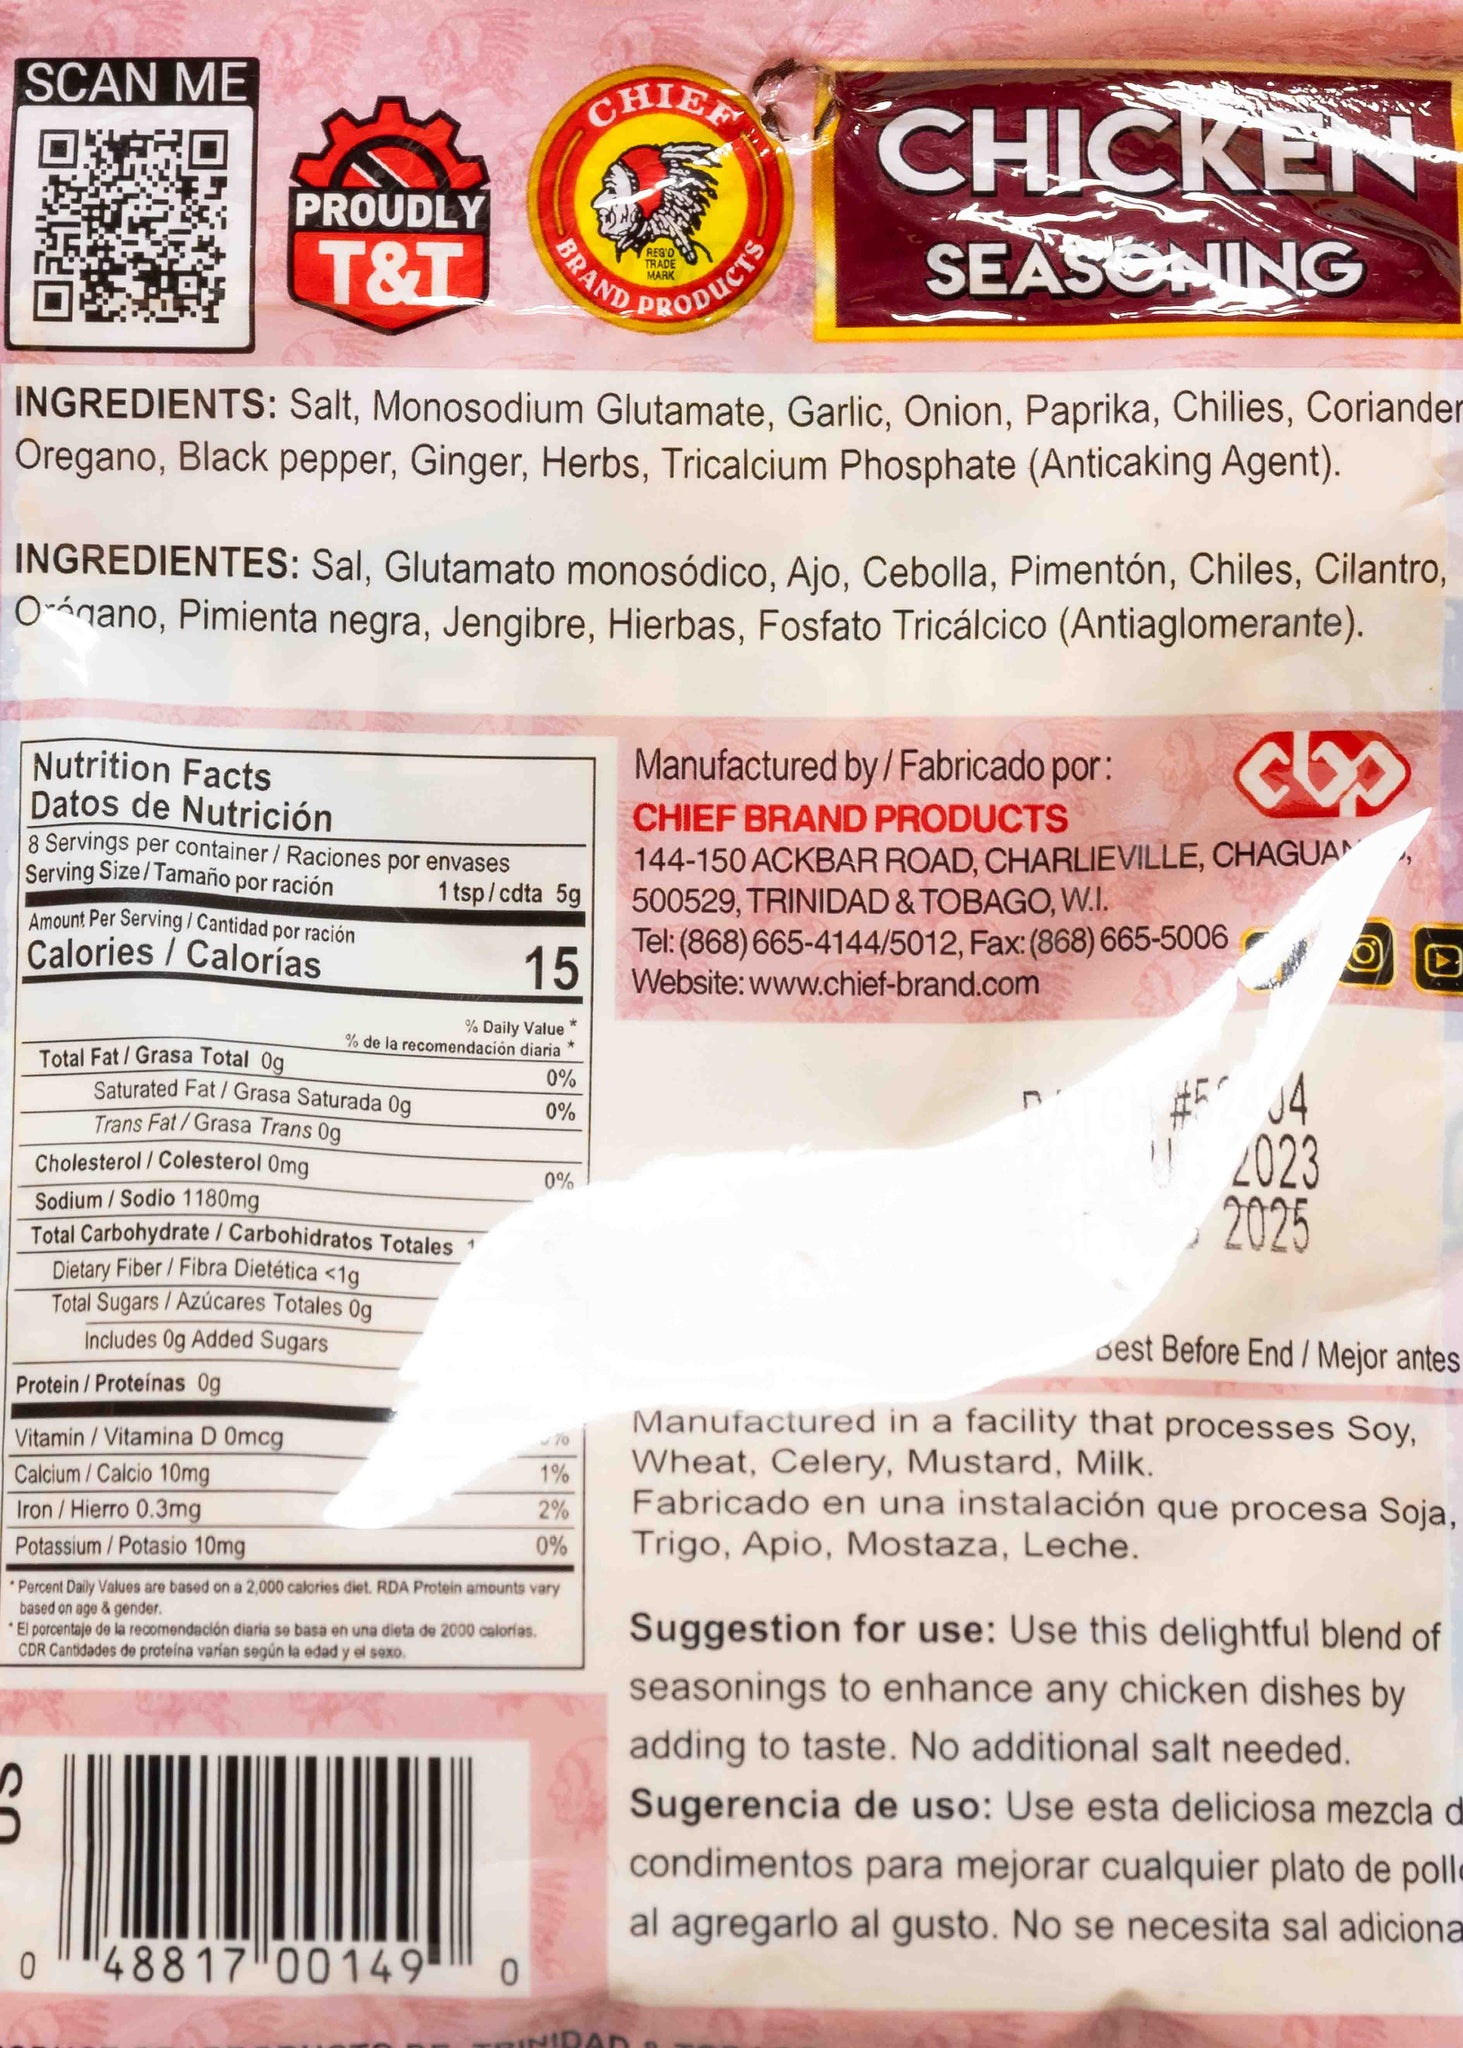 SCAN ME
PROUDLY
T&T
CHIEF
BRAND PRODUCTS
REG'D
TRADE
MARK
CHICKEN
SEASONING
INGREDIENTS: Salt, Monosodium Glutamate, Garlic, Onion, Paprika, Chilies, Coriander
Oregano, Black pepper, Ginger, Herbs, Tricalcium Phosphate (Anticaking Agent).
INGREDIENTES: Sal, Glutamato monosódico, Ajo, Cebolla, Pimentón, Chiles, Cilantro,
Orégano, Pimienta negra, Jengibre, Hierbas, Fosfato Tricálcico (Antiaglomerante).
Nutrition Facts
Datos de Nutrición
8 Servings per container / Raciones por envases
Serving Size / Tamaño por ración 1 tsp / cdta 5g
Amount Per Serving / Cantidad por ración
Calories / Calorías 15
% Daily Value *
% de la recomendación diaria *
Total Fat / Grasa Total 0g 0%
Saturated Fat / Grasa Saturada 0g 0%
Trans Fat / Grasa Trans 0g
Cholesterol / Colesterol 0mg 0%
Sodium / Sodio 1180mg
Total Carbohydrate / Carbohidratos Totales
Dietary Fiber / Fibra Dietética <1g
Total Sugars / Azúcares Totales 0g
Includes 0g Added Sugars
Protein / Proteínas 0g
Vitamin / Vitamina D 0mcg
Calcium / Calcio 10mg 1%
Iron / Hierro 0.3mg 2%
Potassium / Potasio 10mg 0%
* Percent Daily Values are based on a 2,000 calories diet. RDA Protein amounts vary
based on age & gender.
* El porcentaje de la recomendación diaria se basa en una dieta de 2000 calorías.
CDR Cantidades de proteína varían según la edad y el sexo.
Manufactured by / Fabricado por:
cbp
CHIEF BRAND PRODUCTS
144-150 ACKBAR ROAD, CHARLIEVILLE,
500529, TRINIDAD & TOBAGO, W.I.
Tel: (868) 665-4144/5012, Fax: (868) 665-5006
Website: www.chief-brand.com
2023
2025
Best Before End / Mejor antes
Manufactured in a facility that processes Soy,
Wheat, Celery, Mustard, Milk.
Fabricado en una instalación que procesa Soja,
Trigo, Apio, Mostaza, Leche.
Suggestion for use: Use this delightful blend of
seasonings to enhance any chicken dishes by
adding to taste. No additional salt needed.
Sugerencia de uso: Use esta deliciosa mezcla d
condimentos para mejorar cualquier plato de poll
al agregarlo al gusto. No se necesita sal adiciona
US
0 48817 00149 0